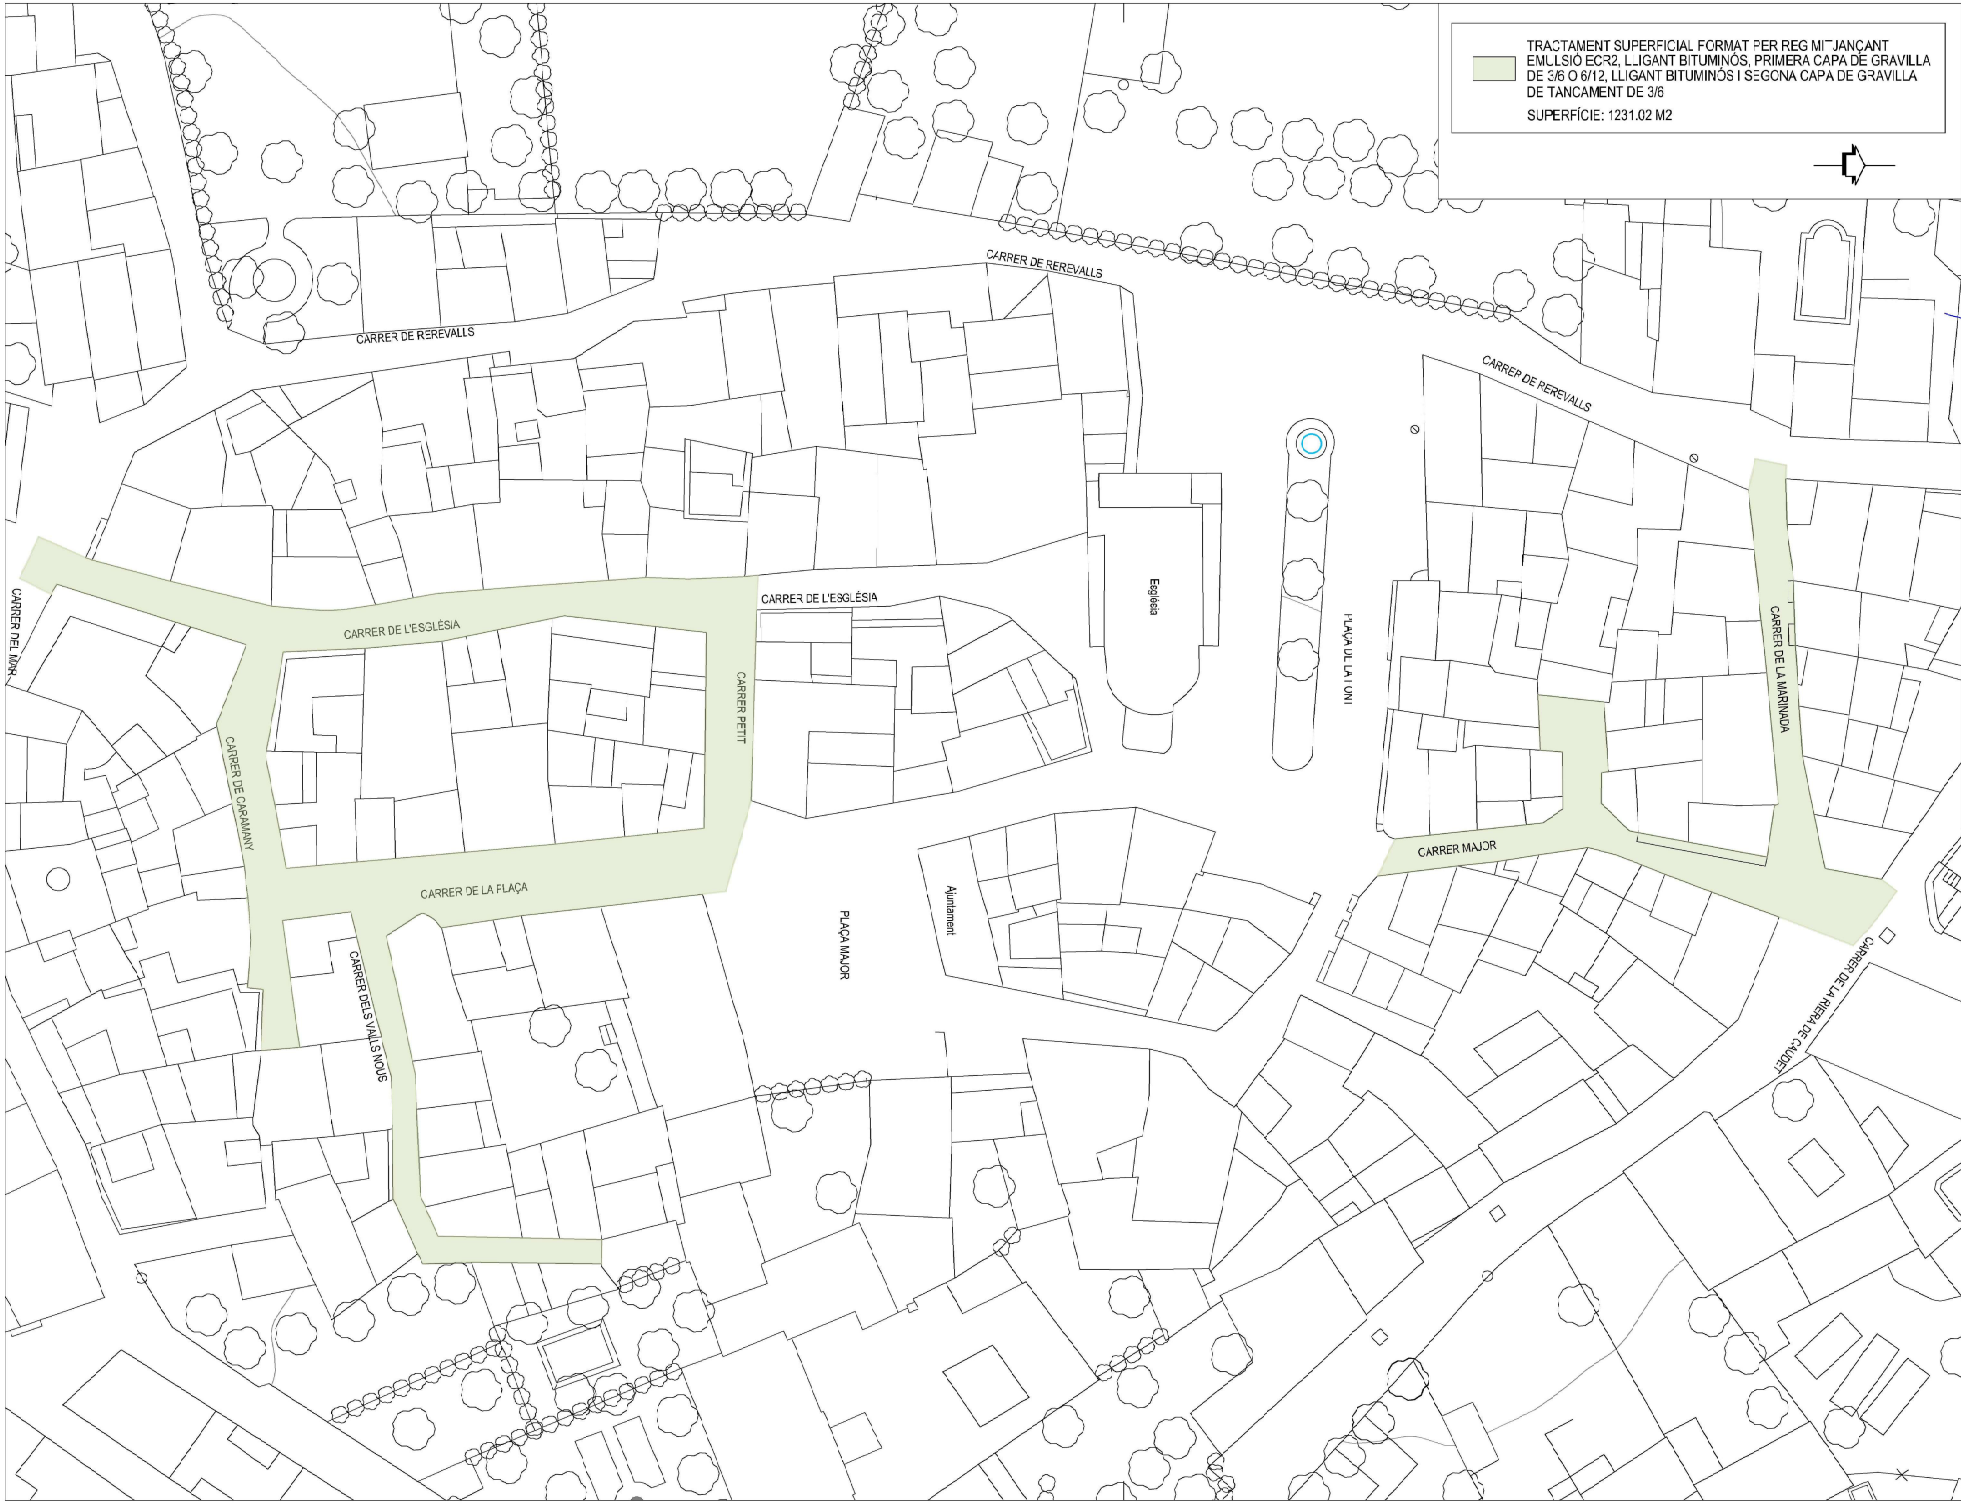 TRACTAMENT SUPERFICIAL FORMAT PER REG MITJANÇANT
EMULSIÓ ECR2, LLIGANT BITUMINÓS, PRIMERA CAPA DE GRAVILLA
DE 3/6 O 6/12, LLIGANT BITUMINÓS I SEGONA CAPA DE GRAVILLA
DE TANCAMENT DE 3/6
SUPERFÍCIE: 1231.02 M2
CARRER DE REREVALLS
CARRER DE REREVALLS
CARRER DE REREVALLS
CARRER DEL MAR
CARRER DE L'ESGLÉSIA
CARRER DE L'ESGLÉSIA
Església
PLAÇA DE LA FONT
CARRER DE LA MARINADA
CARRER PETIT
CARRER DE CARAMANY
CARRER MAJOR
CARRER DE LA PLAÇA
PLAÇA MAJOR
Ajuntament
CARRER DELS VALLS NOUS
CARRER DE LA RIERA DE CAUDET